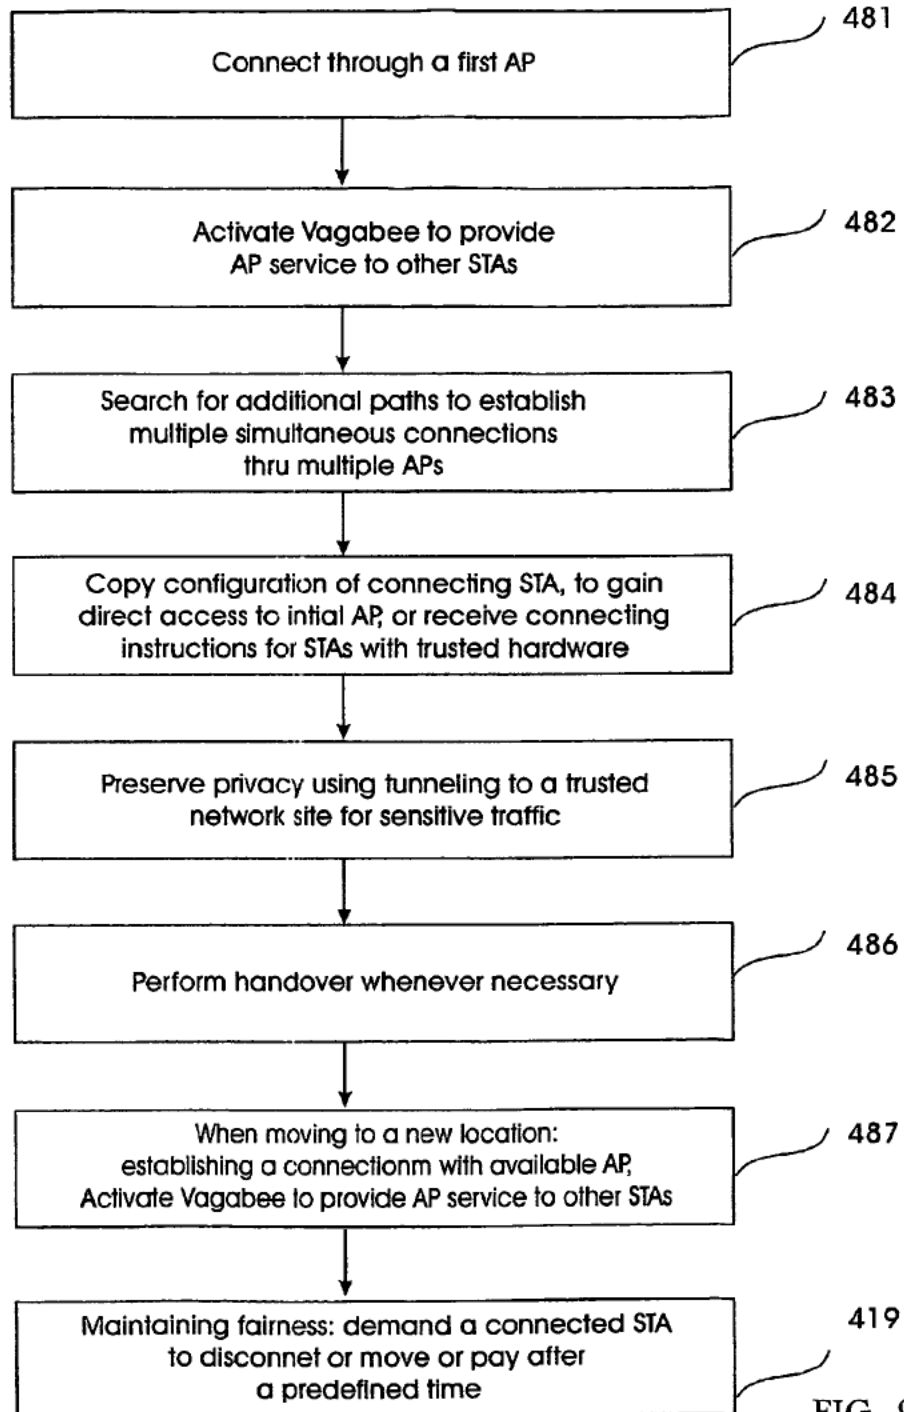 481
Connect through a first AP
482
Activate Vagabee to provide
AP service to other STAs
483
Search for additional paths to establish
multiple simultaneous connections
thru multiple APs
484
Copy configuration of connecting STA, to gain
direct access to intial AP, or receive connecting
instructions for STAs with trusted hardware
485
Preserve privacy using tunneling to a trusted
network site for sensitive traffic
486
Perform handover whenever necessary
487
When moving to a new location:
establishing a connectionm with available AP,
Activate Vagabee to provide AP service to other STAs
419
Maintaining fairness: demand a connected STA
to disconnet or move or pay after
a predefined time
FIG.